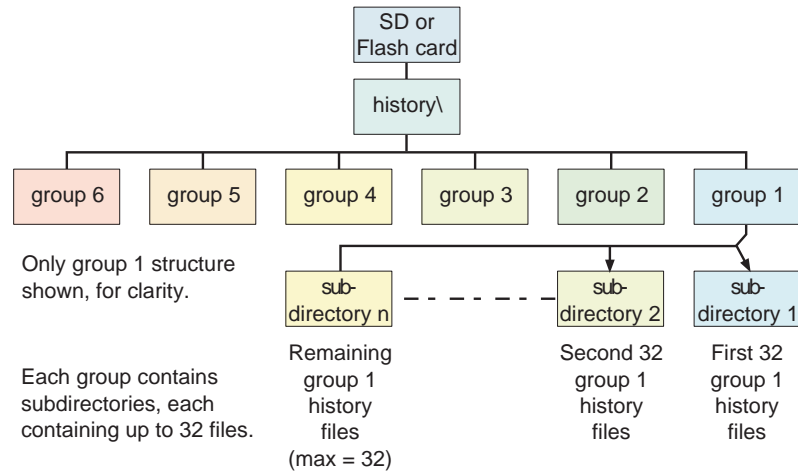 SD or
Flash card
history\
group 6
group 5
group 4
group 3
group 2
group 1
Only group 1 structure
shown, for clarity.
sub-
directory n
sub-
directory 2
sub-
directory 1
Each group contains
subdirectories, each
containing up to 32 files.
Remaining
group 1
history
files
(max = 32)
Second 32
group 1
history
files
First 32
group 1
history
files